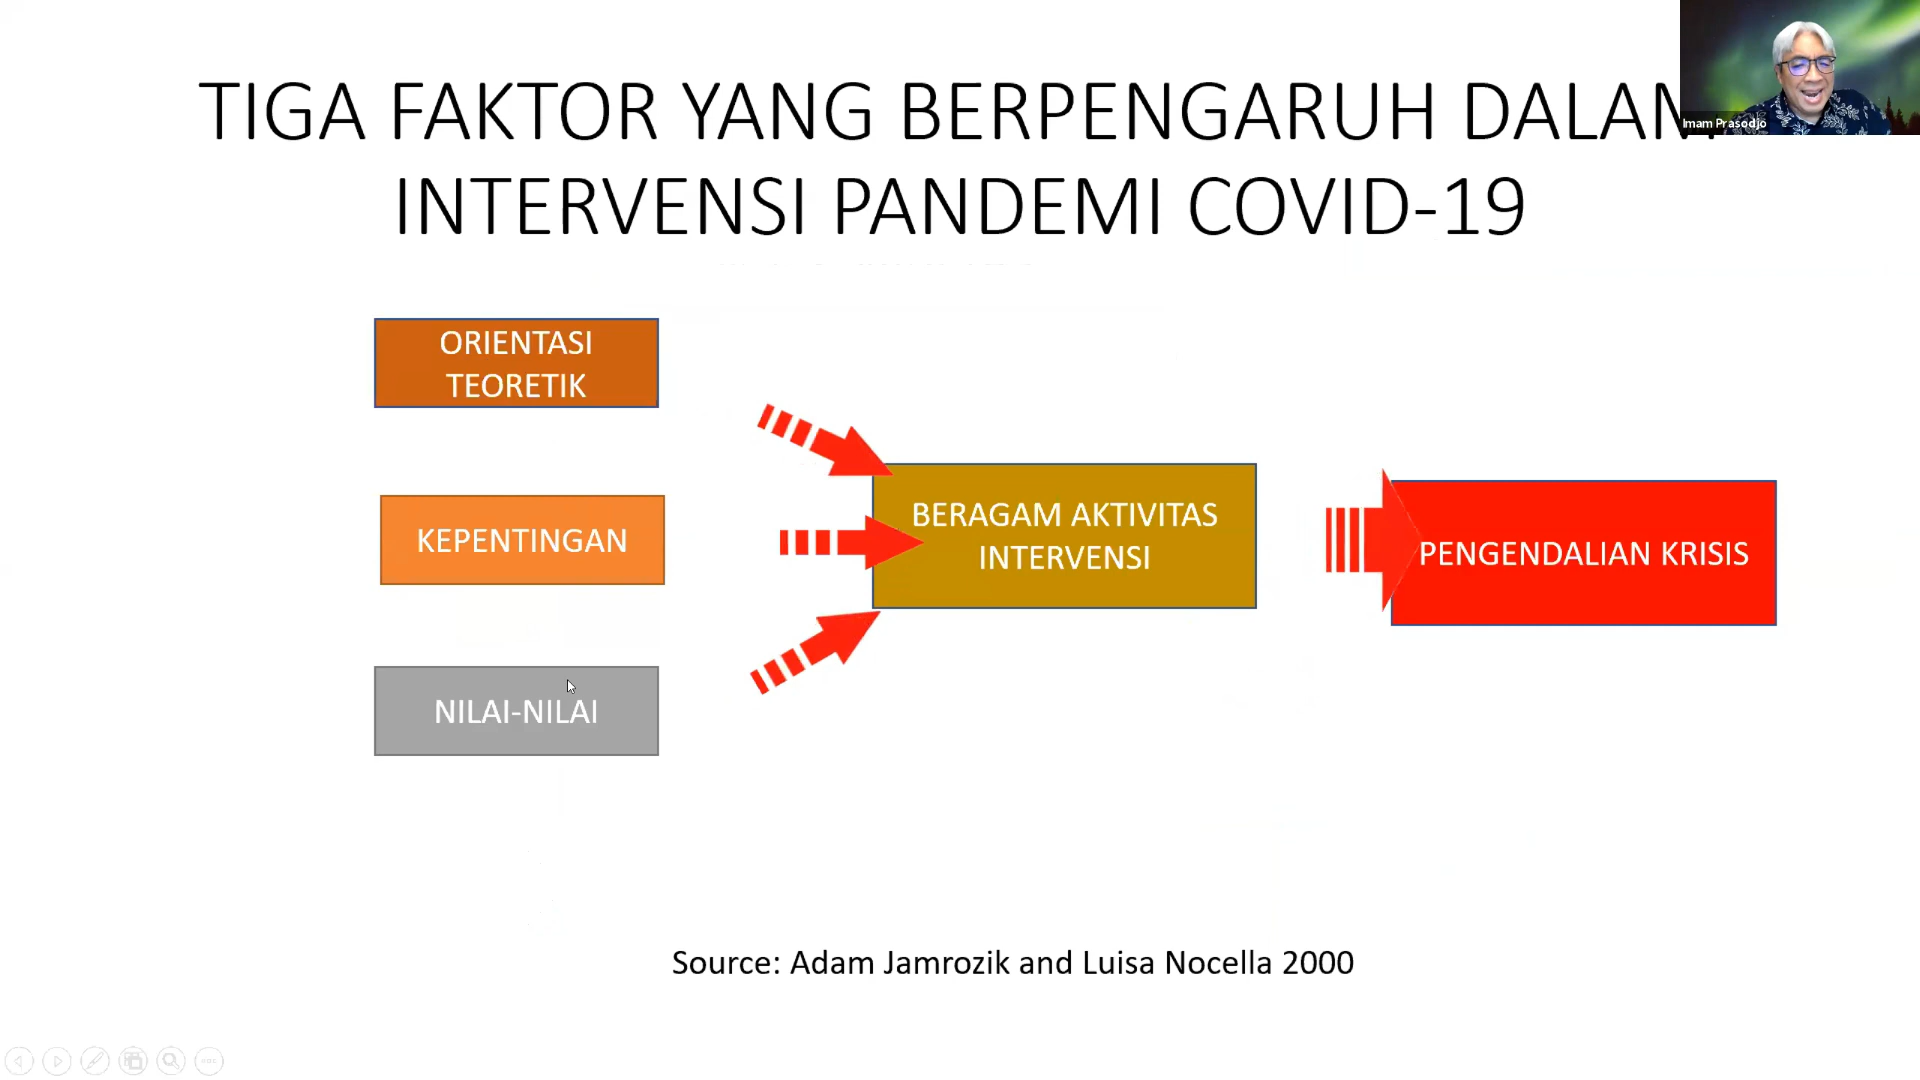 TIGA FAKTOR YANG BERPENGARUH DALAM
INTERVENSI PANDEMI COVID-19
Imam Prasodjo
ORIENTASI
TEORETIK
KEPENTINGAN
NILAI-NILAI
BERAGAM AKTIVITAS
INTERVENSI
PENGENDALIAN KRISIS
Source: Adam Jamrozik and Luisa Nocella 2000